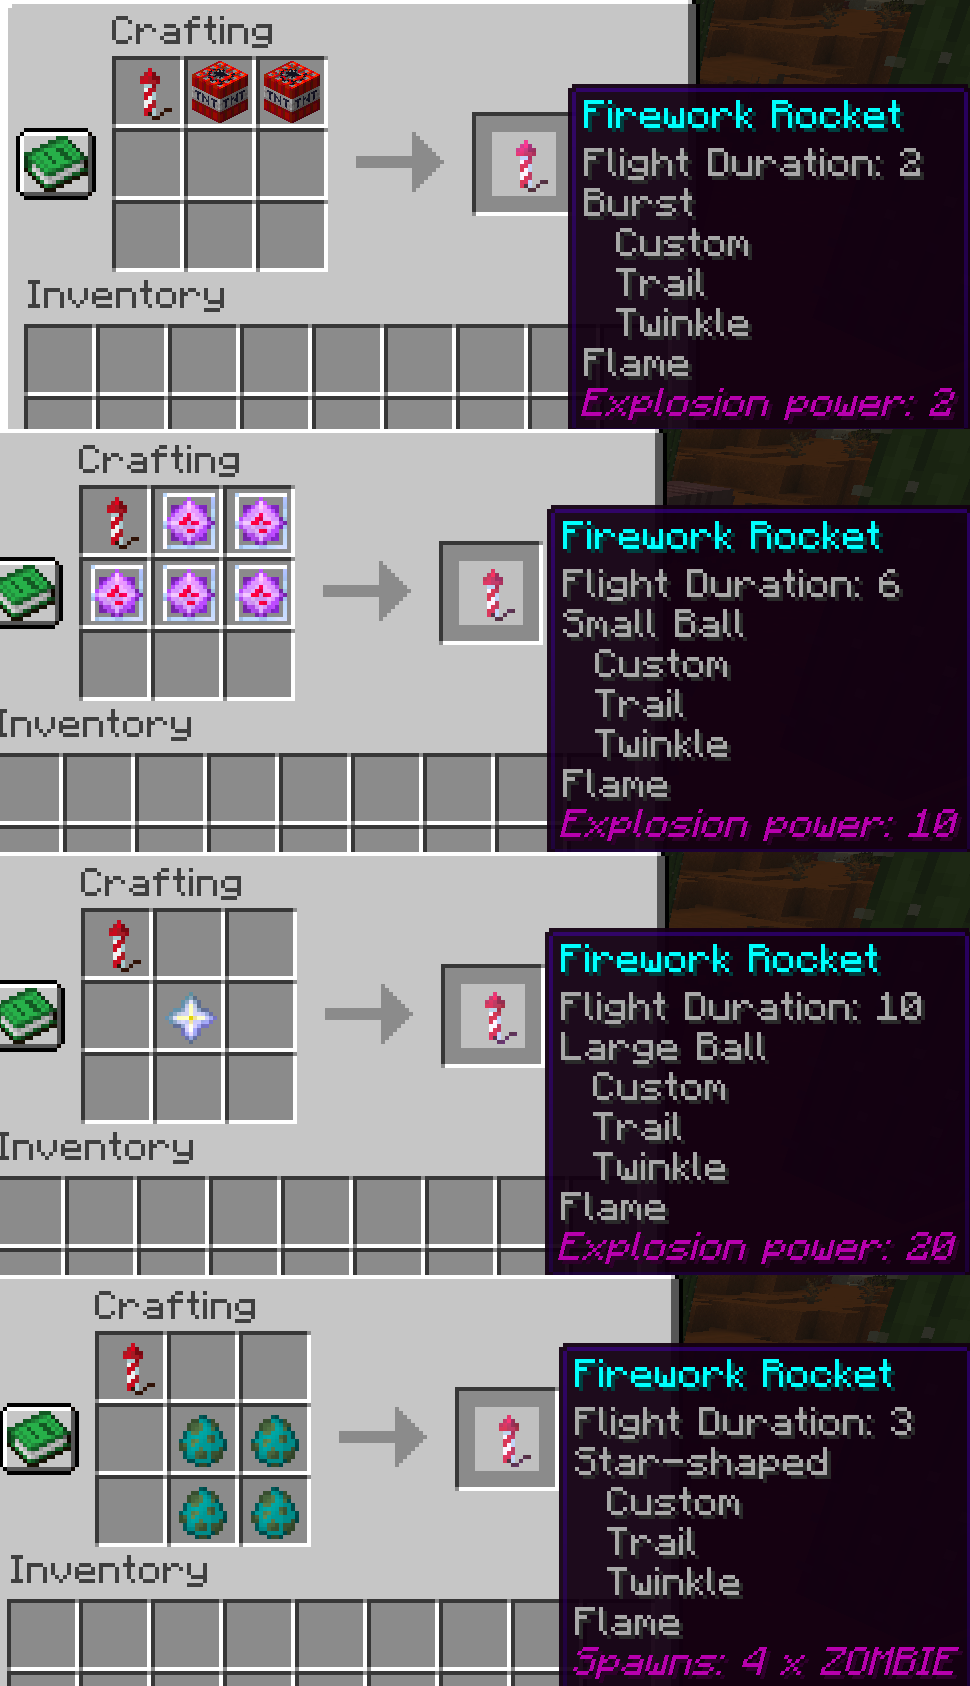 Crafting
TNT TNT
Firework Rocket
Flight Duration: 2
Burst
Custom
Trail
Twinkle
Flame
Explosion power: 2
Inventory
Crafting
Firework Rocket
Flight Duration: 6
Small Ball
Custom
Trail
Twinkle
Flame
Explosion power: 10
Inventory
Crafting
Firework Rocket
Flight Duration: 10
Large Ball
Custom
Trail
Twinkle
Flame
Explosion power: 20
Inventory
Crafting
Firework Rocket
Flight Duration: 3
Star-shaped
Custom
Trail
Twinkle
Flame
Spawns: 4 x ZOMBIE
Inventory